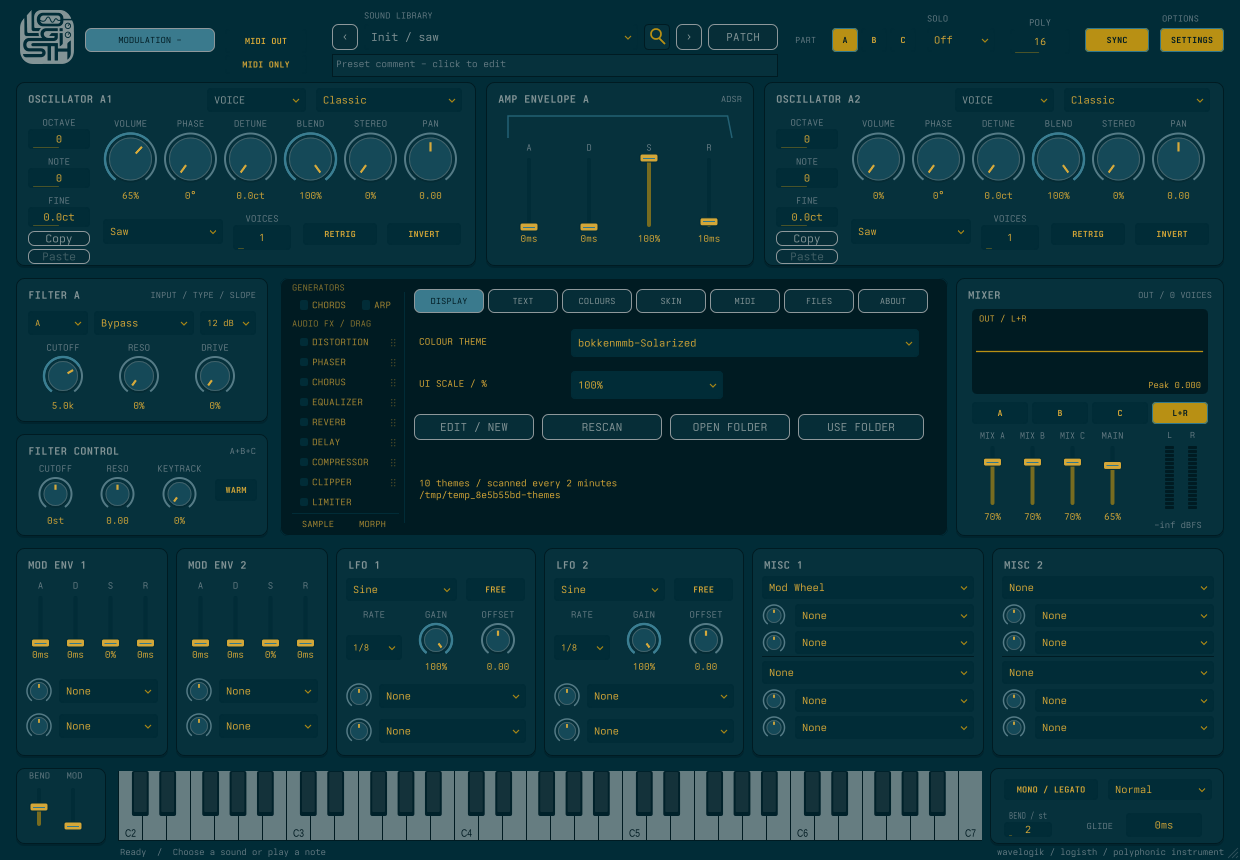 LOGISTH
MODULATION -
MIDI OUT
MIDI ONLY
SOUND LIBRARY
‹ Init / saw › PATCH
Preset comment - click to edit
PART A B C
SOLO
Off
POLY
16
OPTIONS
SYNC SETTINGS
OSCILLATOR A1 VOICE Classic
OCTAVE VOLUME PHASE DETUNE BLEND STEREO PAN
0
NOTE
0
65% 0° 0.0ct 100% 0% 0.00
FINE
0.0ct
VOICES
Saw 1 RETRIG INVERT
Copy
Paste
AMP ENVELOPE A ADSR
A D S R
0ms 0ms 100% 10ms
OSCILLATOR A2 VOICE Classic
OCTAVE VOLUME PHASE DETUNE BLEND STEREO PAN
0
NOTE
0
0% 0° 0.0ct 100% 0% 0.00
FINE
0.0ct
VOICES
Saw 1 RETRIG INVERT
Copy
Paste
FILTER A INPUT / TYPE / SLOPE
A Bypass 12 dB
CUTOFF RESO DRIVE
5.0k 0% 0%
FILTER CONTROL A+B+C
CUTOFF RESO KEYTRACK
WARM
0st 0.00 0%
GENERATORS
CHORDS ARP
AUDIO FX / DRAG
DISTORTION
PHASER
CHORUS
EQUALIZER
REVERB
DELAY
COMPRESSOR
CLIPPER
LIMITER
SAMPLE MORPH
DISPLAY TEXT COLOURS SKIN MIDI FILES ABOUT
COLOUR THEME bokkenmmb-Solarized
UI SCALE / % 100%
EDIT / NEW RESCAN OPEN FOLDER USE FOLDER
10 themes / scanned every 2 minutes
/tmp/temp_8e5b55bd-themes
MIXER OUT / 0 VOICES
OUT / L+R
Peak 0.000
A B C L+R
MIX A MIX B MIX C MAIN L R
70% 70% 70% 65%
-inf dBFS
MOD ENV 1
A D S R
0ms 0ms 0% 0ms
None
None
MOD ENV 2
A D S R
0ms 0ms 0% 0ms
None
None
LFO 1
Sine FREE
RATE GAIN OFFSET
1/8
100% 0.00
None
None
LFO 2
Sine FREE
RATE GAIN OFFSET
1/8
100% 0.00
None
None
MISC 1
Mod Wheel
None
None
None
None
None
MISC 2
None
None
None
None
None
None
BEND MOD
C2 C3 C4 C5 C6 C7
MONO / LEGATO Normal
BEND / st
2
GLIDE 0ms
Ready / Choose a sound or play a note
wavelogik / logisth / polyphonic instrument